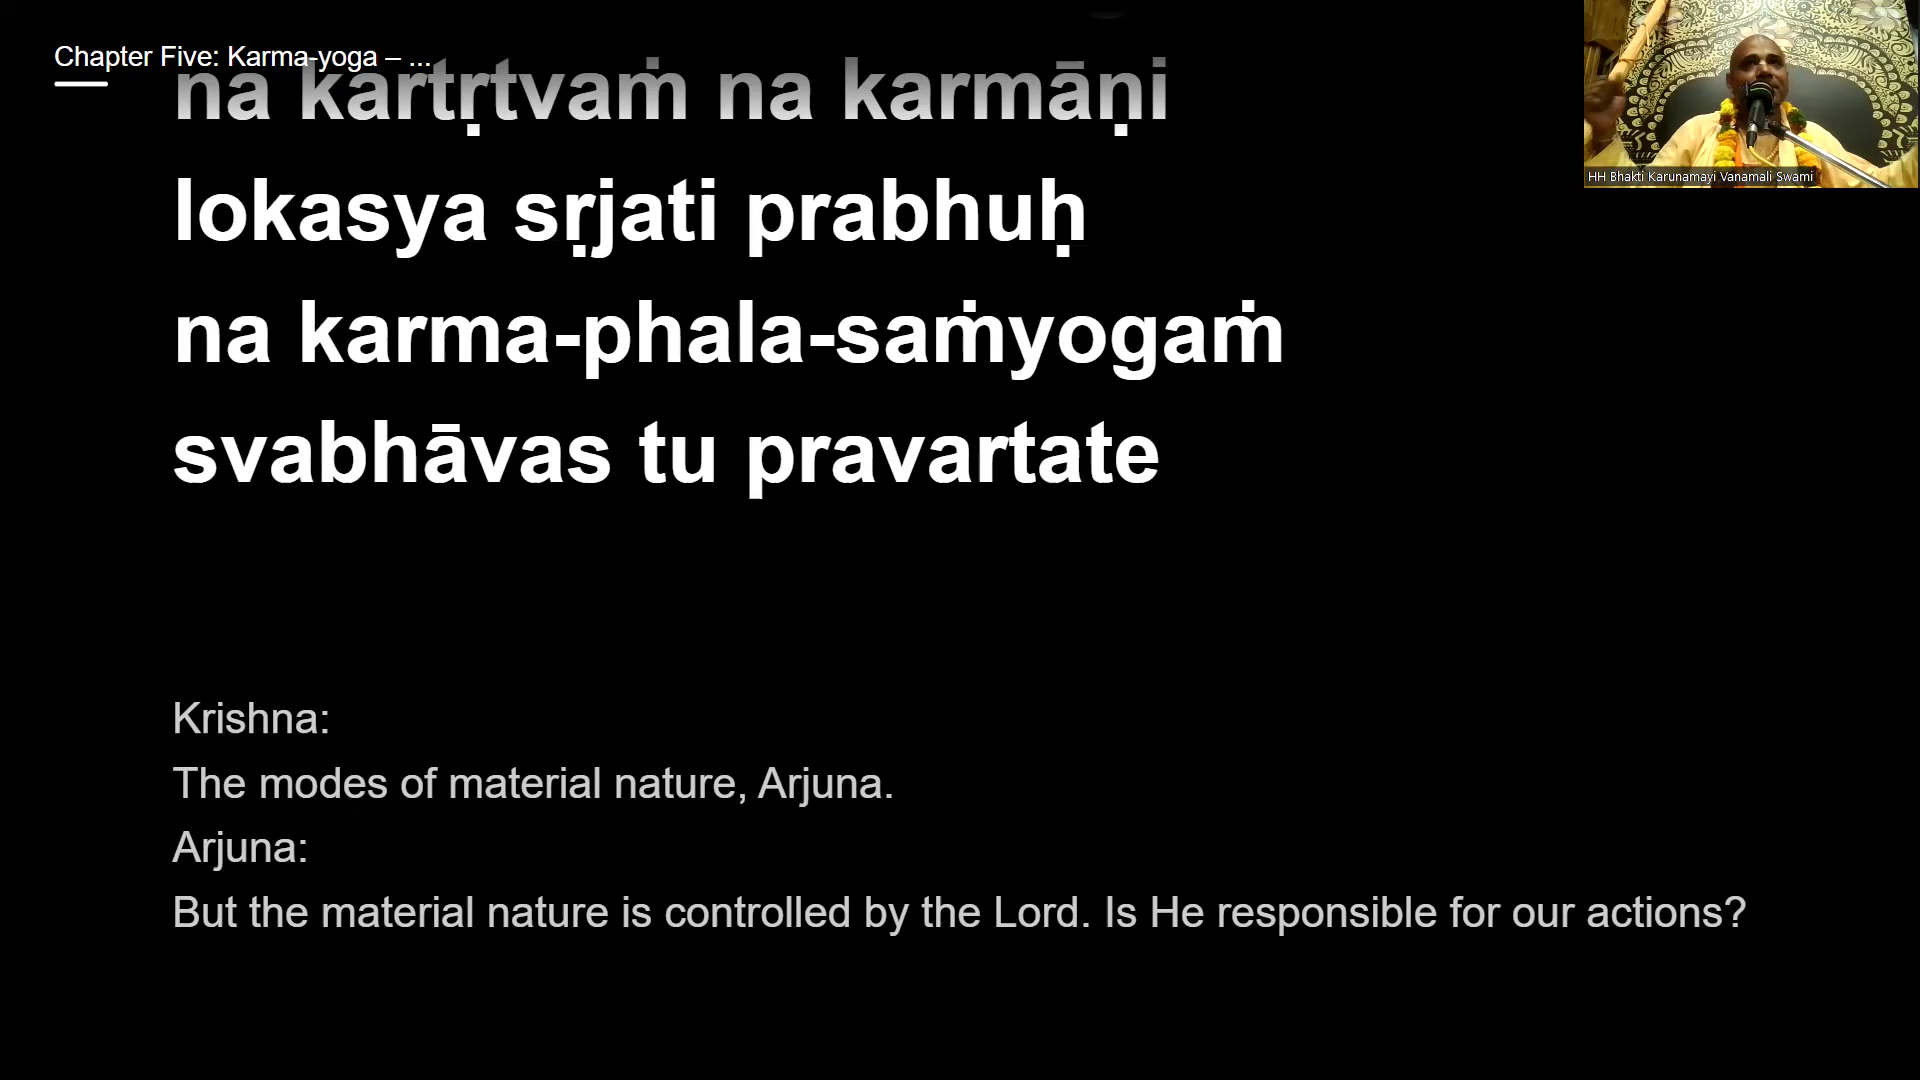 Chapter Five: Karma-yoga – ...
na kartṛtvaṁ na karmāṇi
lokasya sṛjati prabhuḥ
na karma-phala-saṁyogaṁ
svabhāvas tu pravartate
Krishna:
The modes of material nature, Arjuna.
Arjuna:
But the material nature is controlled by the Lord. Is He responsible for our actions?
HH Bhakti Karunamayi Vanamali Swami